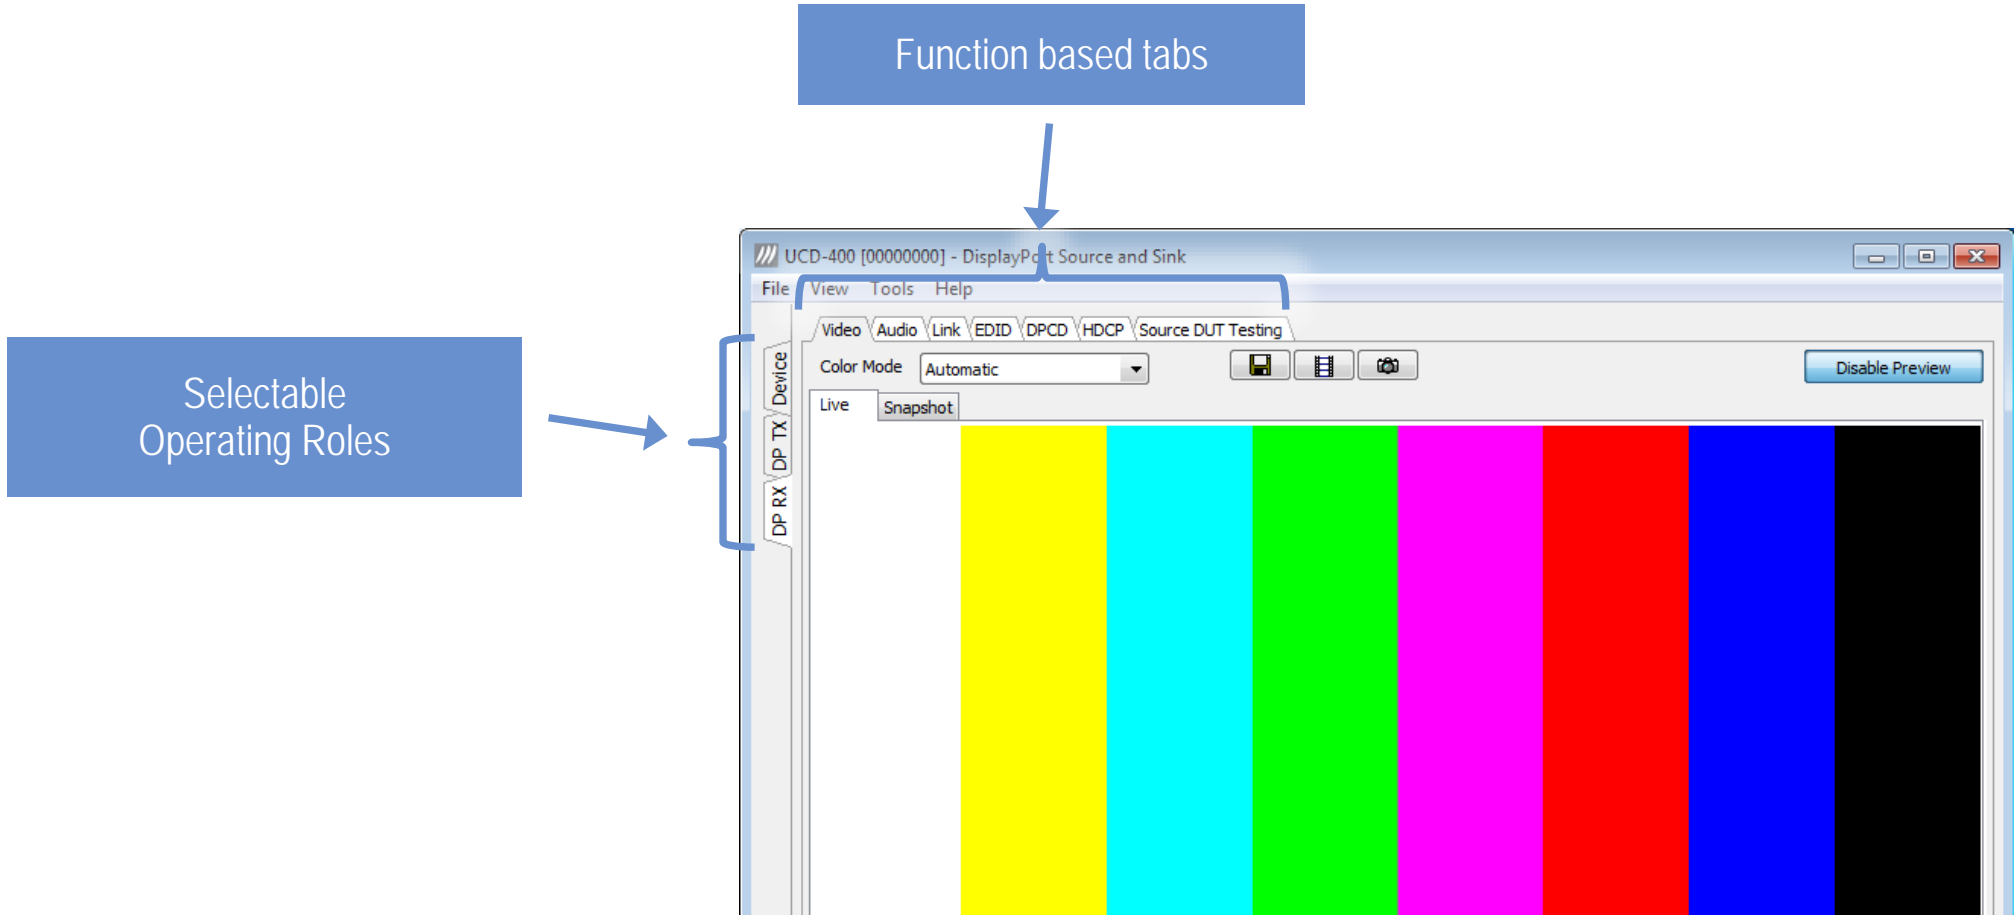 Function based tabs
UCD-400 [00000000] - DisplayPort Source and Sink
File View Tools Help
Video Audio Link EDID DPCD HDCP Source DUT Testing
Selectable
Operating Roles
Device
DP TX
DP RX
Color Mode Automatic Disable Preview
Live Snapshot